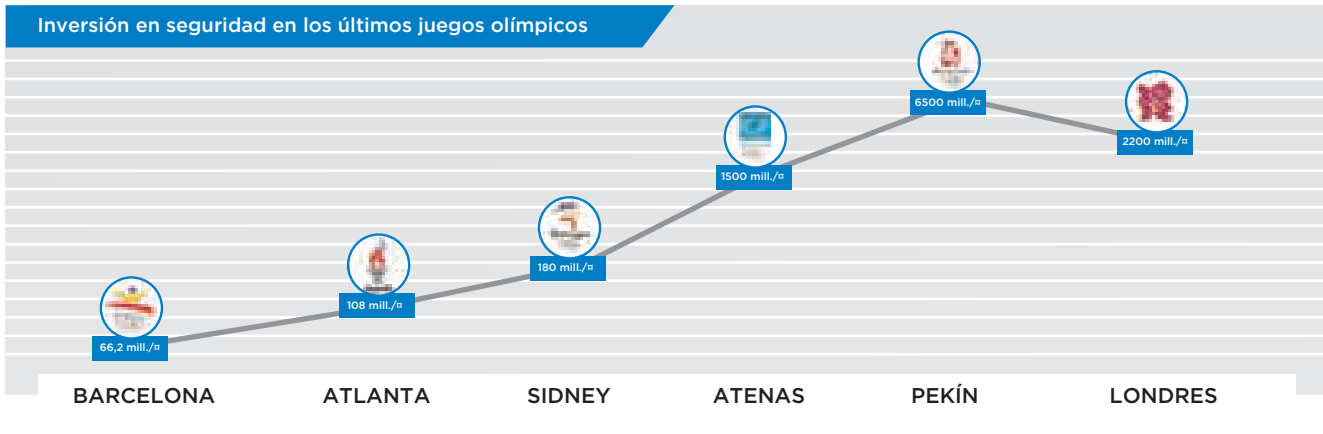 Inversión en seguridad en los últimos juegos olímpicos
6500 mill./¤
2200 mill./¤
1500 mill./¤
180 mill./¤
108 mill./¤
66,2 mill./¤
BARCELONA ATLANTA SIDNEY ATENAS PEKÍN LONDRES